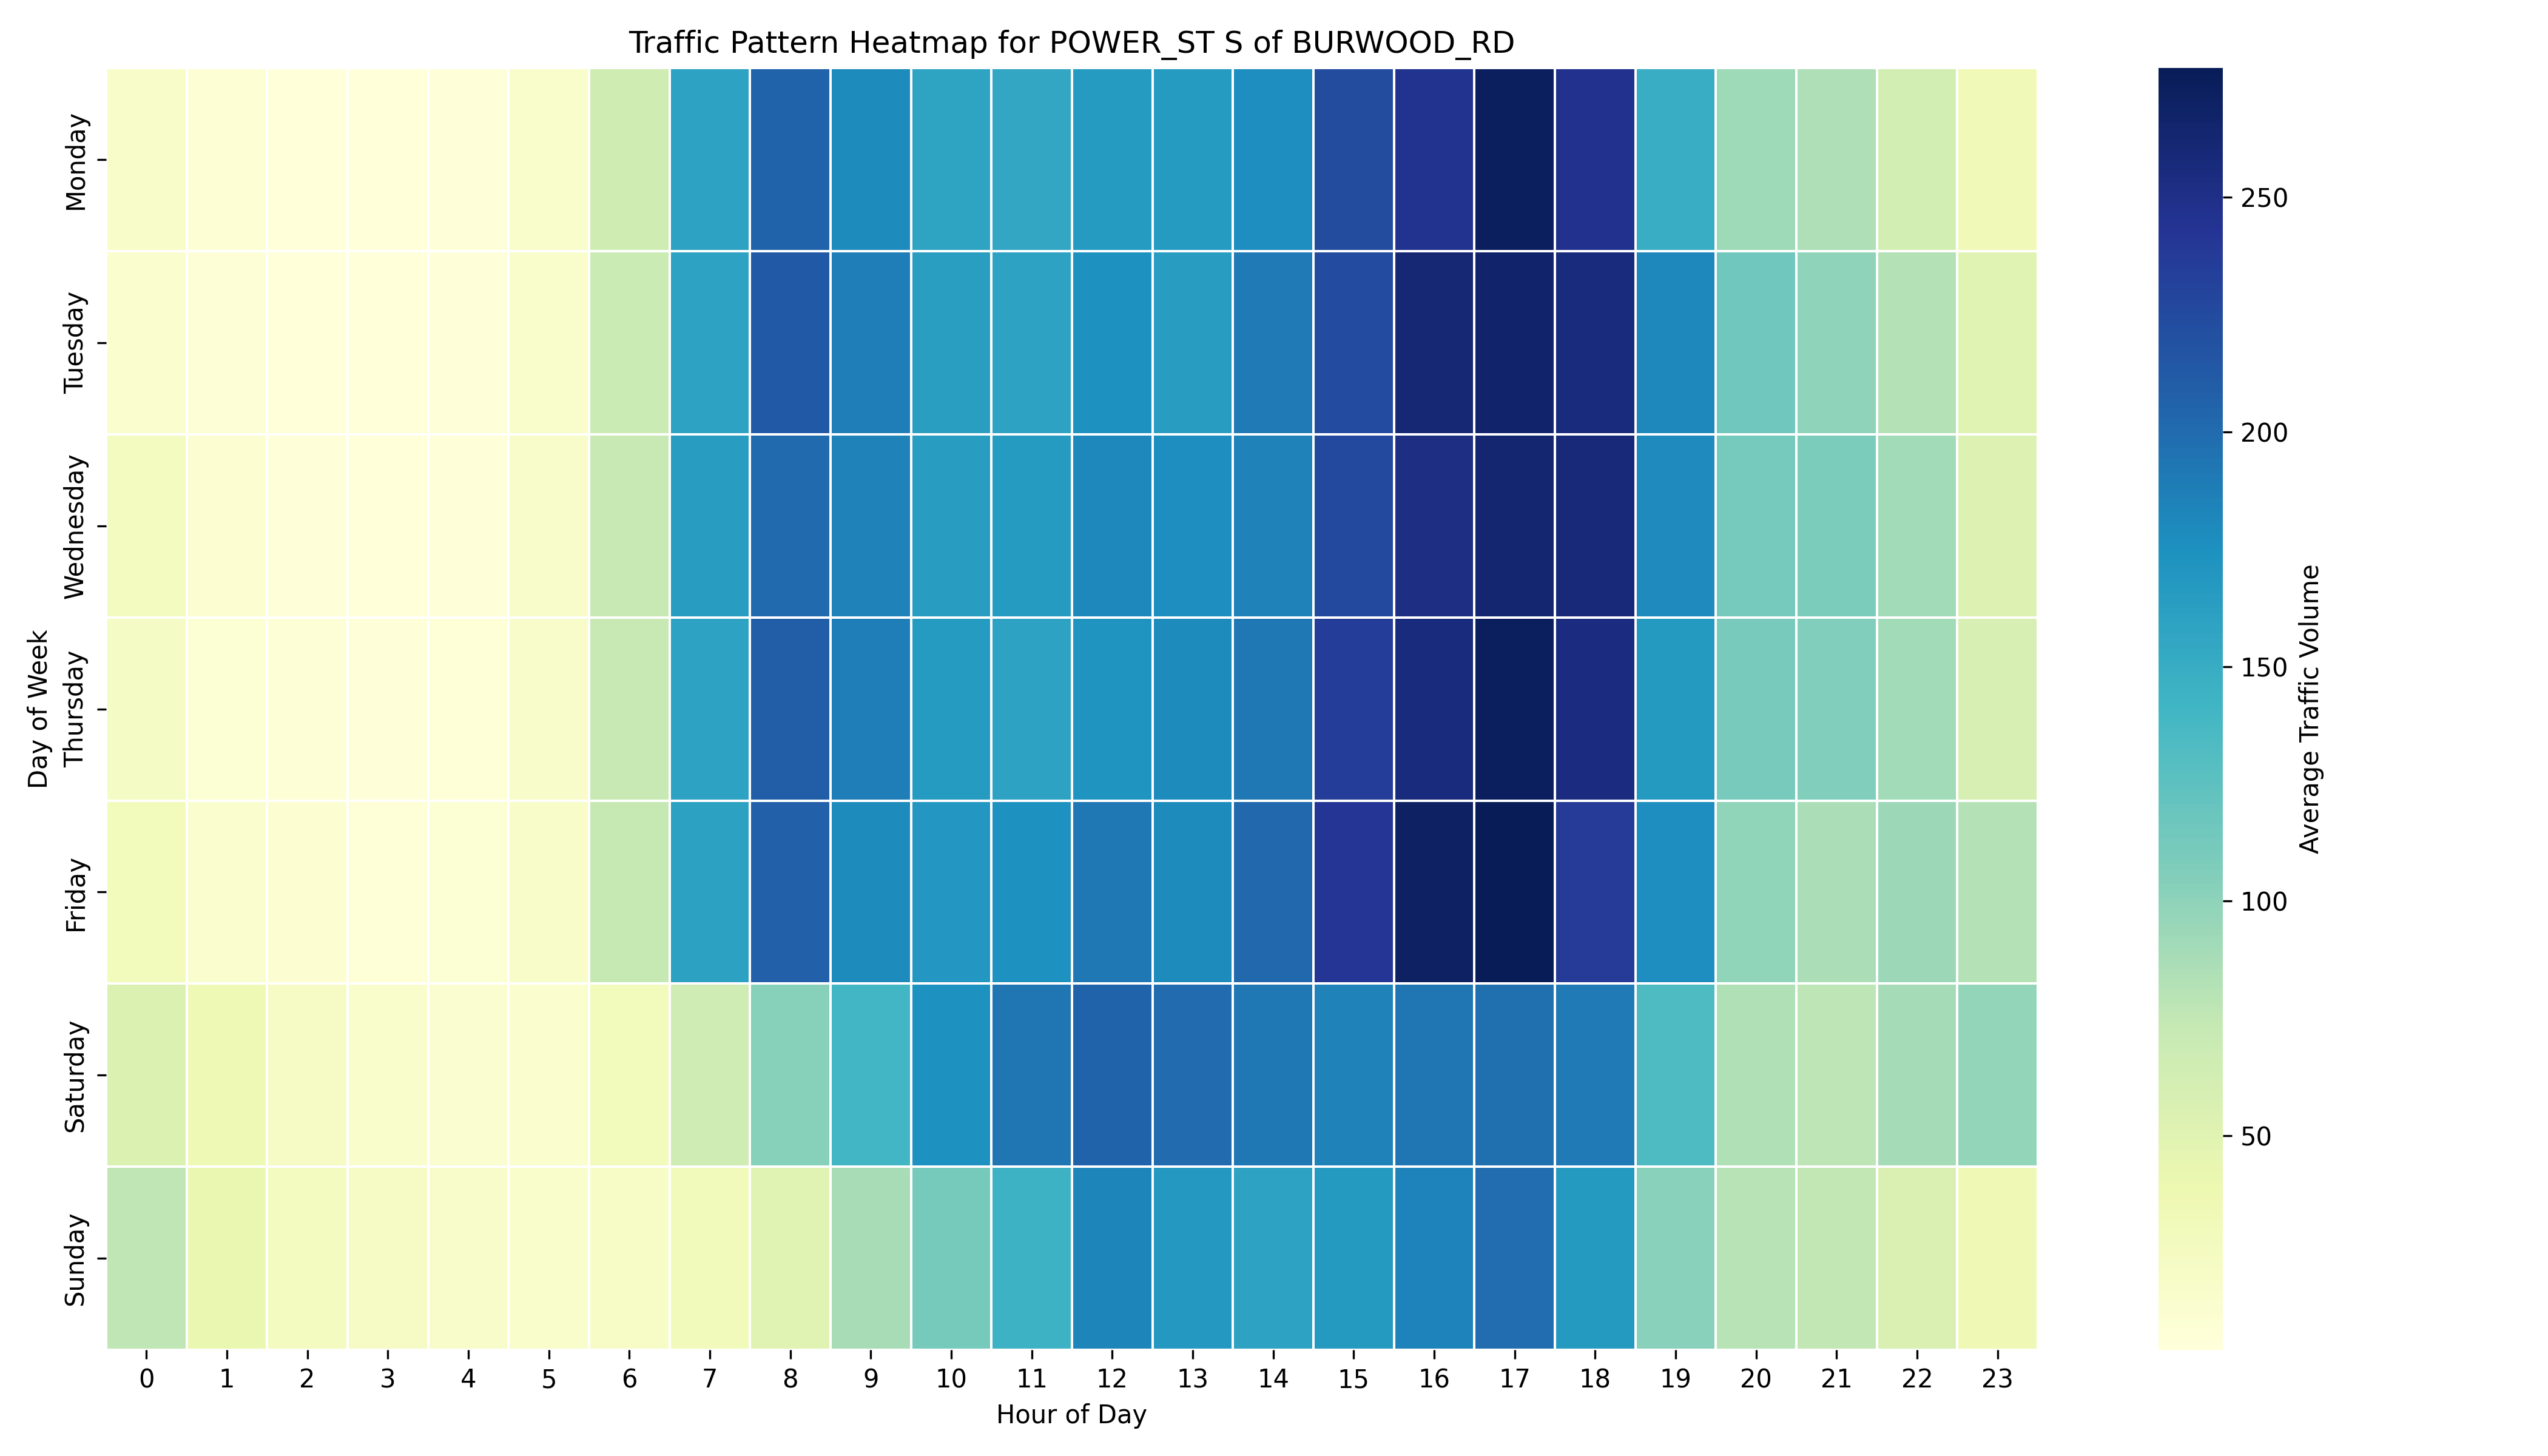 Traffic Pattern Heatmap for POWER_ST S of BURWOOD_RD
Day of Week
Monday
Tuesday
Wednesday
Thursday
Friday
Saturday
Sunday
0 1 2 3 4 5 6 7 8 9 10 11 12 13 14 15 16 17 18 19 20 21 22 23
Hour of Day
250
200
150
100
50
Average Traffic Volume